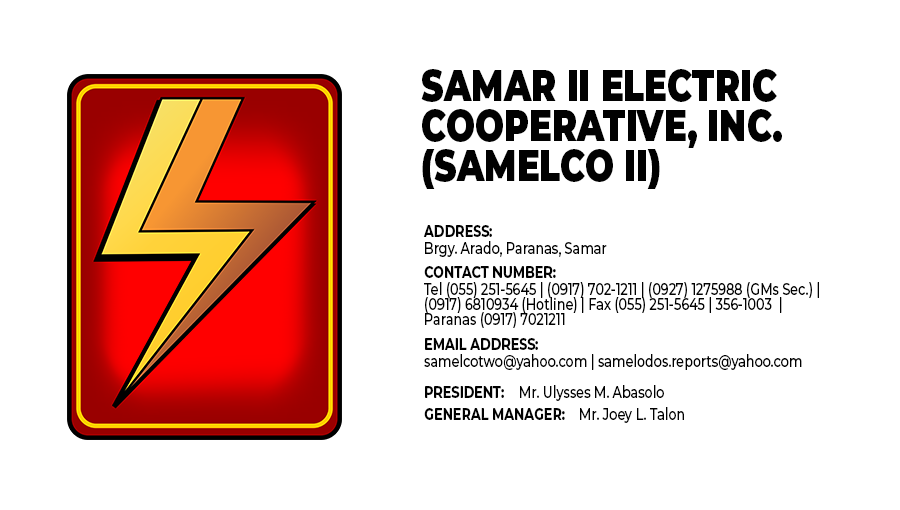 SAMAR II ELECTRIC
COOPERATIVE, INC.
(SAMELCO II)
ADDRESS:
Brgy. Arado, Paranas, Samar
CONTACT NUMBER:
Tel (055) 251-5645 | (0917) 702-1211 | (0927) 1275988 (GMs Sec.) |
(0917) 6810934 (Hotline) | Fax (055) 251-5645 | 356-1003 |
Paranas (0917) 7021211
EMAIL ADDRESS:
samelcotwo@yahoo.com | samelodos.reports@yahoo.com
PRESIDENT: Mr. Ulysses M. Abasolo
GENERAL MANAGER: Mr. Joey L. Talon